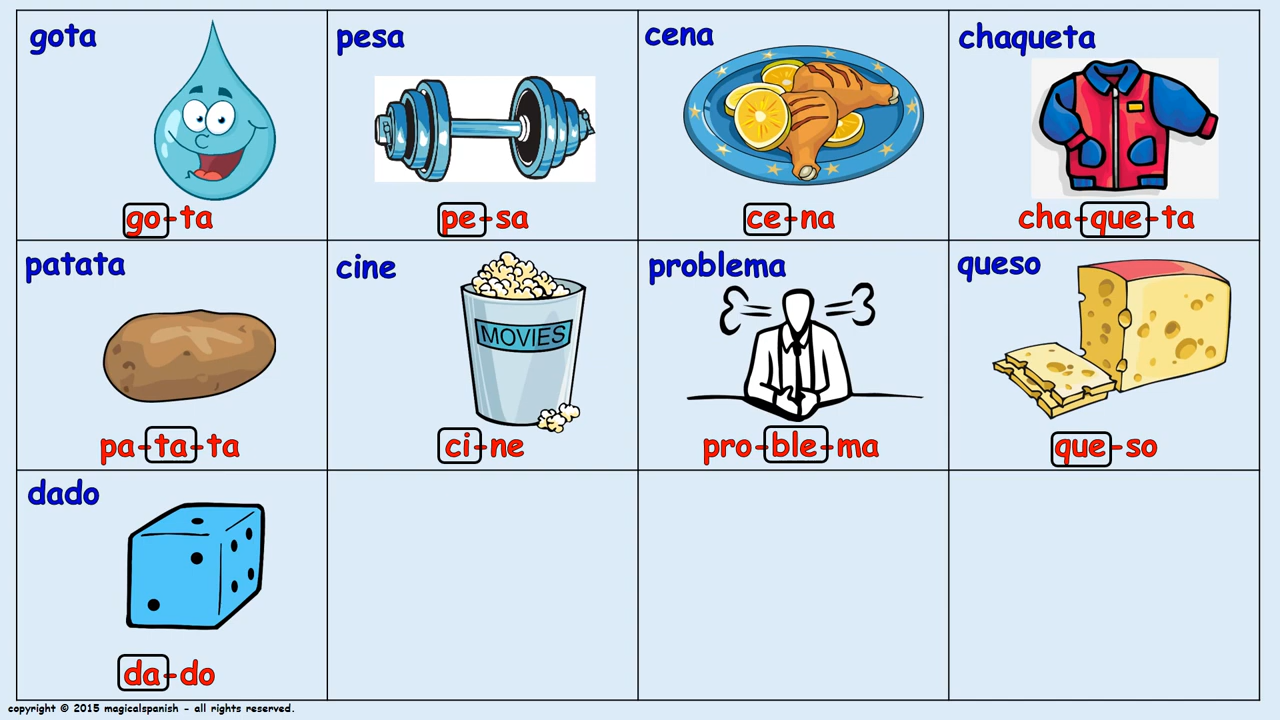 gota
go-ta
pesa
pe-sa
cena
ce-na
chaqueta
cha-que-ta
patata
pa-ta-ta
cine
MOVIES
ci-ne
problema
pro-ble-ma
queso
que-so
dado
da-do
copyright © 2015 magicalspanish - all rights reserved.